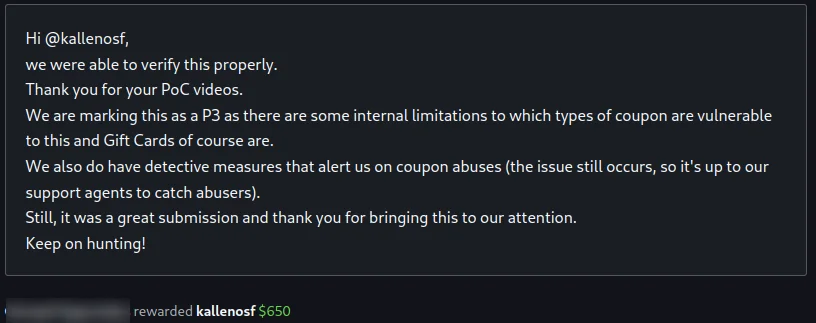 Hi @kallenosf,
we were able to verify this properly.
Thank you for your PoC videos.
We are marking this as a P3 as there are some internal limitations to which types of coupon are vulnerable
to this and Gift Cards of course are.
We also do have detective measures that alert us on coupon abuses (the issue still occurs, so it's up to our
support agents to catch abusers).
Still, it was a great submission and thank you for bringing this to our attention.
Keep on hunting!
rewarded kallenosf $650